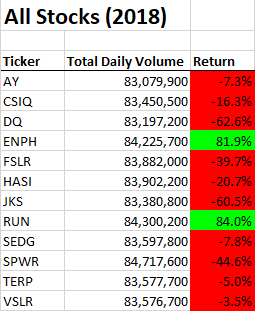 All Stocks (2018)
Ticker Total Daily Volume Return
AY 83,079,900 -7.3%
CSIQ 83,450,500 -16.3%
DQ 83,197,200 -62.6%
ENPH 84,225,700 81.9%
FSLR 83,882,000 -39.7%
HASI 83,902,200 -20.7%
JKS 83,380,800 -60.5%
RUN 84,300,200 84.0%
SEDG 83,597,800 -7.8%
SPWR 84,717,600 -44.6%
TERP 83,577,700 -5.0%
VSLR 83,576,700 -3.5%